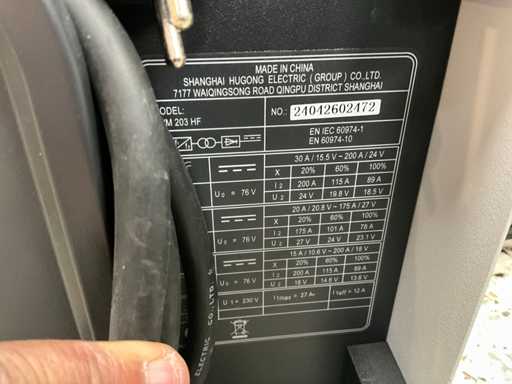 MADE IN CHINA
SHANGHAI HUGONG ELECTRIC ( GROUP ) CO.,LTD.
7177 WAIQINGSONG ROAD QINGPU DISTRICT SHANGHAI
ODEL:
M 203 HF
NO.: 24042602472
EN IEC 60974-1
EN 60974-10
30 A / 15.5 V ~ 200 A / 24 V
X 20% 60% 100%
I2 200 A 115 A 89 A
U0 = 76 V U2 24 V 19.8 V 18.5 V
20 A / 20.8 V ~ 175 A / 27 V
X 20% 60% 100%
I2 175 A 101 A 78 A
U0 = 76 V U2 27 V 24 V 23.1 V
15 A / 10.6 V ~ 200 A / 18 V
X 20% 60% 100%
I2 200 A 115 A 89 A
U0 = 76 V U2 18 V 14.6 V 13.6 V
U1 = 230 V I1max = 27 A I1eff = 12 A
ELECTRIC CO.,LTD.